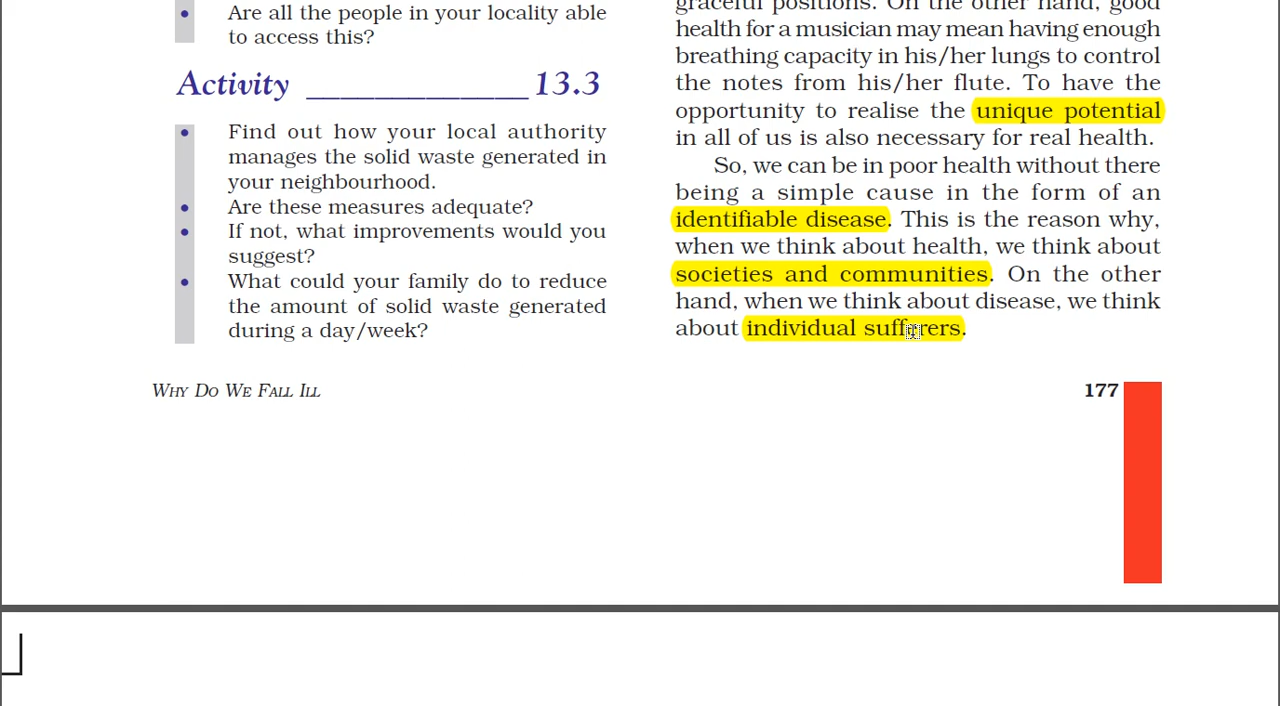 Are all the people in your locality able
to access this?
Activity _____________ 13.3
Find out how your local authority
manages the solid waste generated in
your neighbourhood.
Are these measures adequate?
If not, what improvements would you
suggest?
What could your family do to reduce
the amount of solid waste generated
during a day/week?
graceful positions. On the other hand, good
health for a musician may mean having enough
breathing capacity in his/her lungs to control
the notes from his/her flute. To have the
opportunity to realise the unique potential
in all of us is also necessary for real health.
So, we can be in poor health without there
being a simple cause in the form of an
identifiable disease. This is the reason why,
when we think about health, we think about
societies and communities. On the other
hand, when we think about disease, we think
about individual sufferers.
WHY DO WE FALL ILL
177